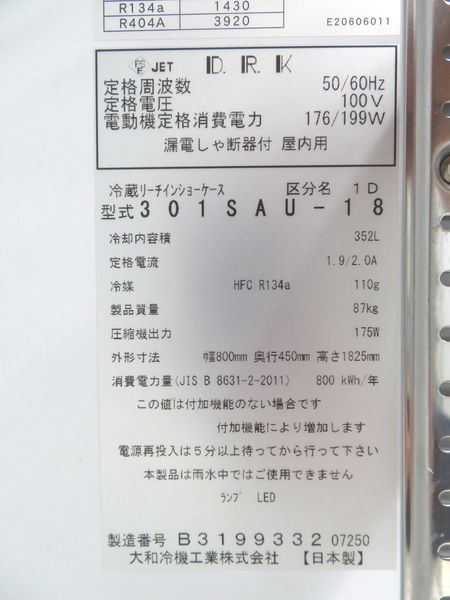 R134a 1430
R404A 3920
E20606011
PSE JET D.R.K
定格周波数 50/60Hz
定格電圧 100V
電動機定格消費電力 176/199W
漏電しゃ断器付 屋内用
冷蔵リーチインショーケース 区分名 1D
型式 301SAU-18
冷却内容積 352L
定格電流 1.9/2.0A
冷媒 HFC R134a 110g
製品質量 87kg
圧縮機出力 175W
外形寸法 幅800mm 奥行450mm 高さ1825mm
消費電力量(JIS B 8631-2-2011) 800 kWh/年
この値は付加機能のない場合です
付加機能により増加します
電源再投入は5分以上待ってから行って下さい
本製品は雨水中ではご使用できません
ランプ LED
製造番号 B3199332 07250
大和冷機工業株式会社 【日本製】